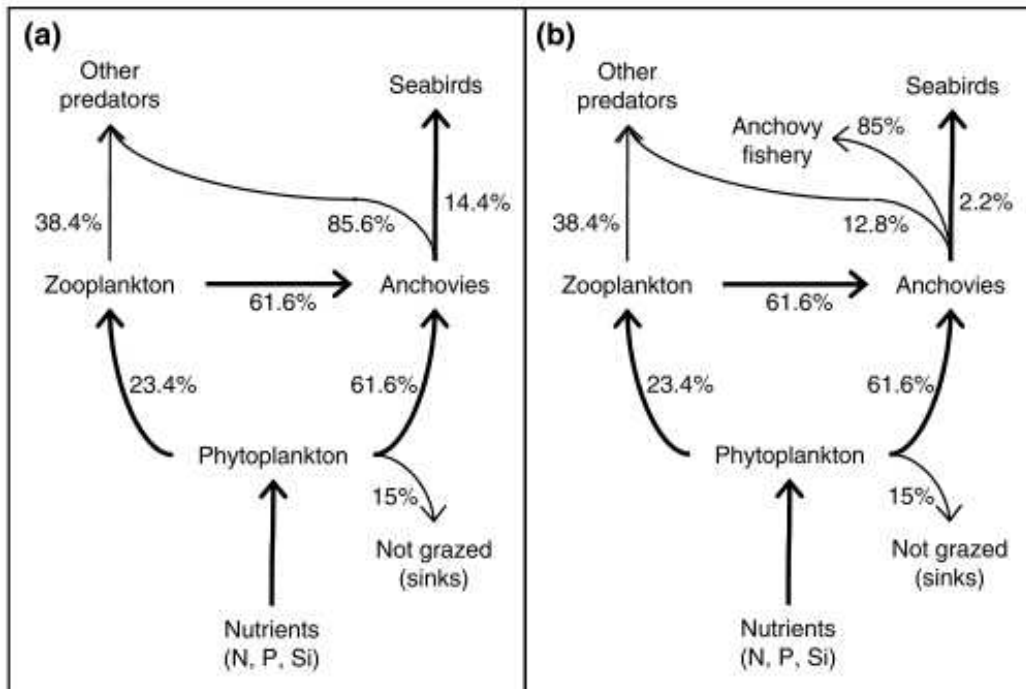 (a)
Other
predators
Seabirds
38.4%
85.6%
14.4%
Zooplankton
61.6%
Anchovies
23.4%
61.6%
Phytoplankton
15%
Not grazed
(sinks)
Nutrients
(N, P, Si)
(b)
Other
predators
Seabirds
Anchovy
fishery
85%
38.4%
12.8%
2.2%
Zooplankton
61.6%
Anchovies
23.4%
61.6%
Phytoplankton
15%
Not grazed
(sinks)
Nutrients
(N, P, Si)